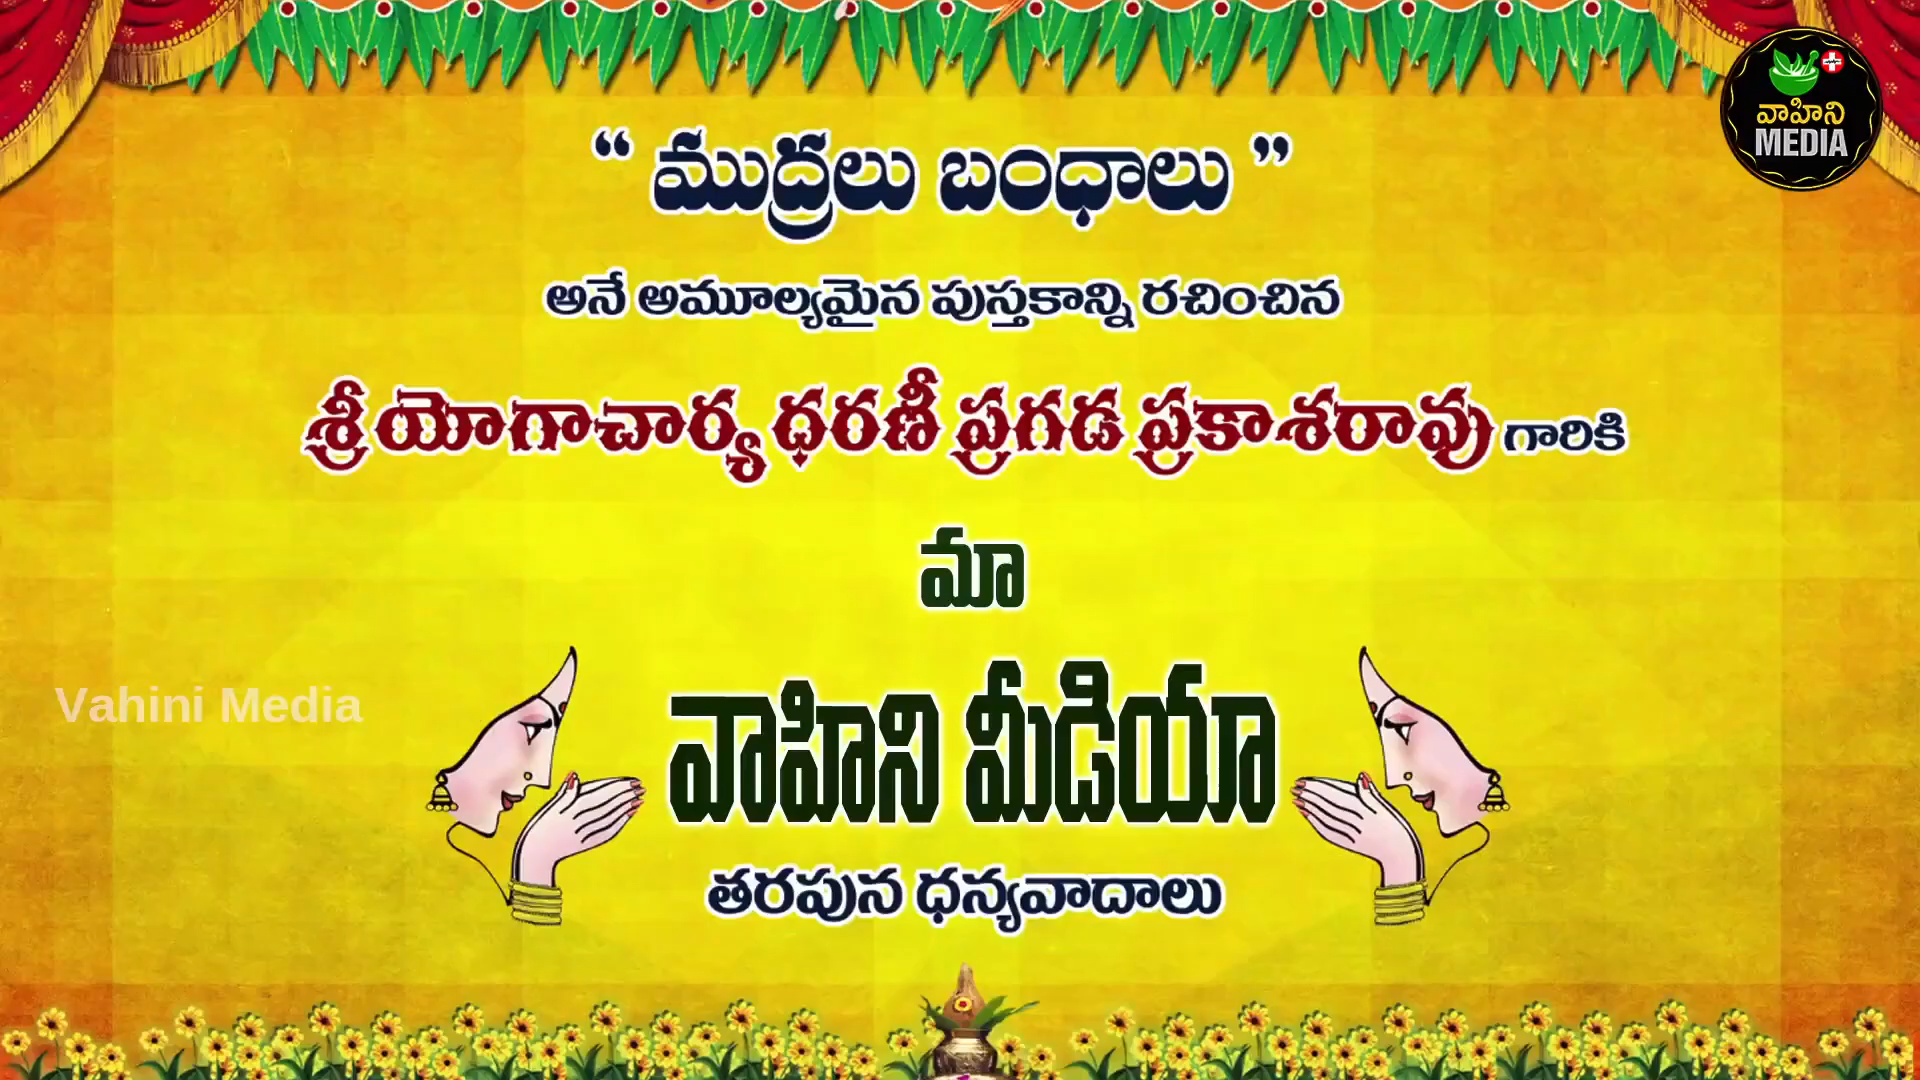 వాహిని
MEDIA
“ ముద్రలు బంధాలు ”
అనే అమూల్యమైన పుస్తకాన్ని రచించిన
శ్రీ యోగాచార్య ధరణీ ప్రగడ ప్రకాశరావు గారికి
మా
Vahini Media
వాహిని మీడియా
తరపున ధన్యవాదాలు